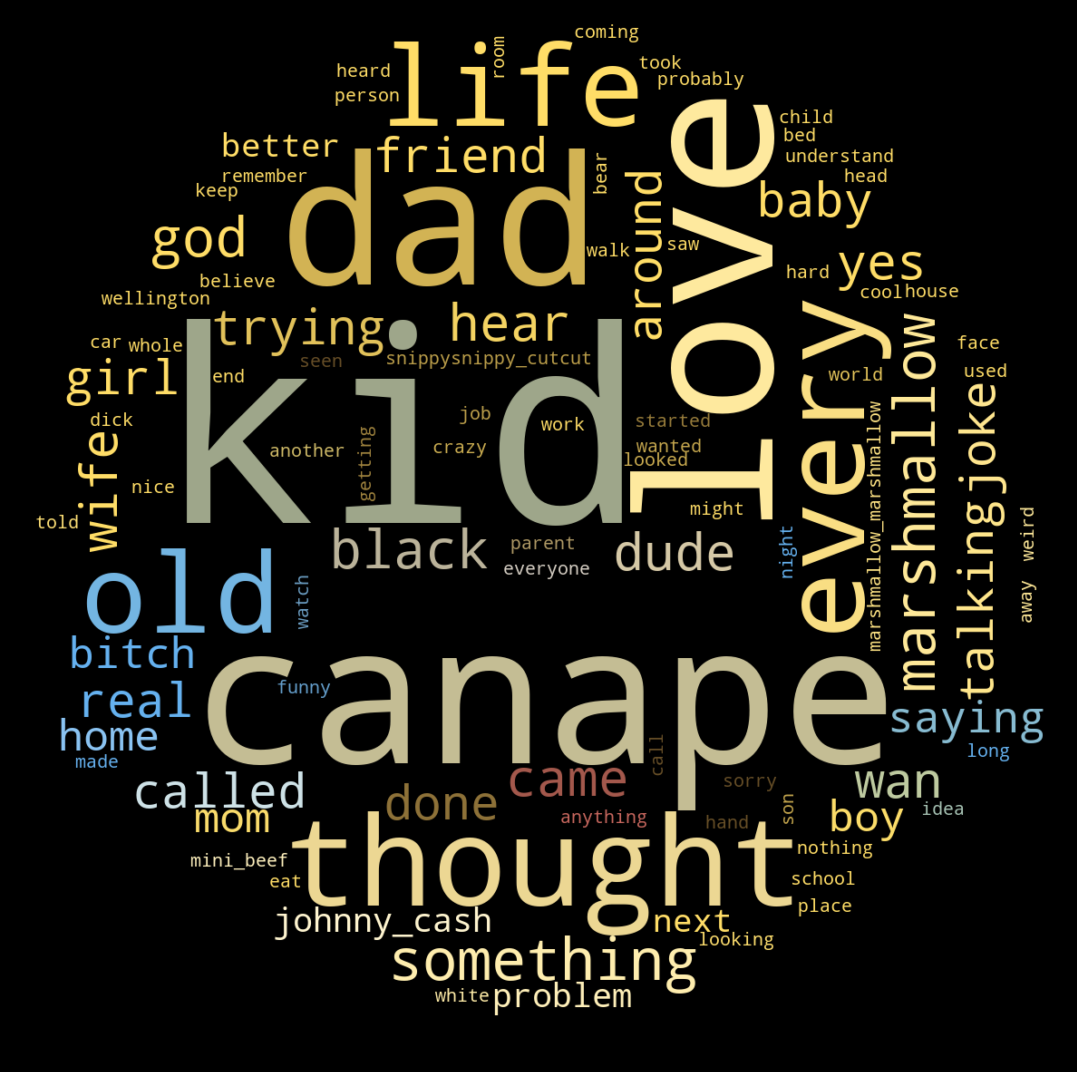 coming
room
life
heard
took
probably
person
love
child
bed
better
friend
understand
remember
bear
head
keep
dad
around
baby
god
walk
saw
yes
believe
hard
cool
house
wellington
trying
hear
marshmallow
car
whole
kid
every
face
seen
snippysnippy_cutcut
girl
end
world
used
dick
job
started
marshmallow_marshmallow
talking
joke
wife
another
getting
crazy
work
wanted
looked
nice
told
might
weird
black
parent
dude
night
everyone
away
old
watch
bitch
canape
real
funny
saying
home
made
call
long
called
came
sorry
wan
mom
done
anything
hand
son
boy
idea
thought
mini_beef
nothing
eat
school
johnny_cash
next
place
something
looking
white
problem